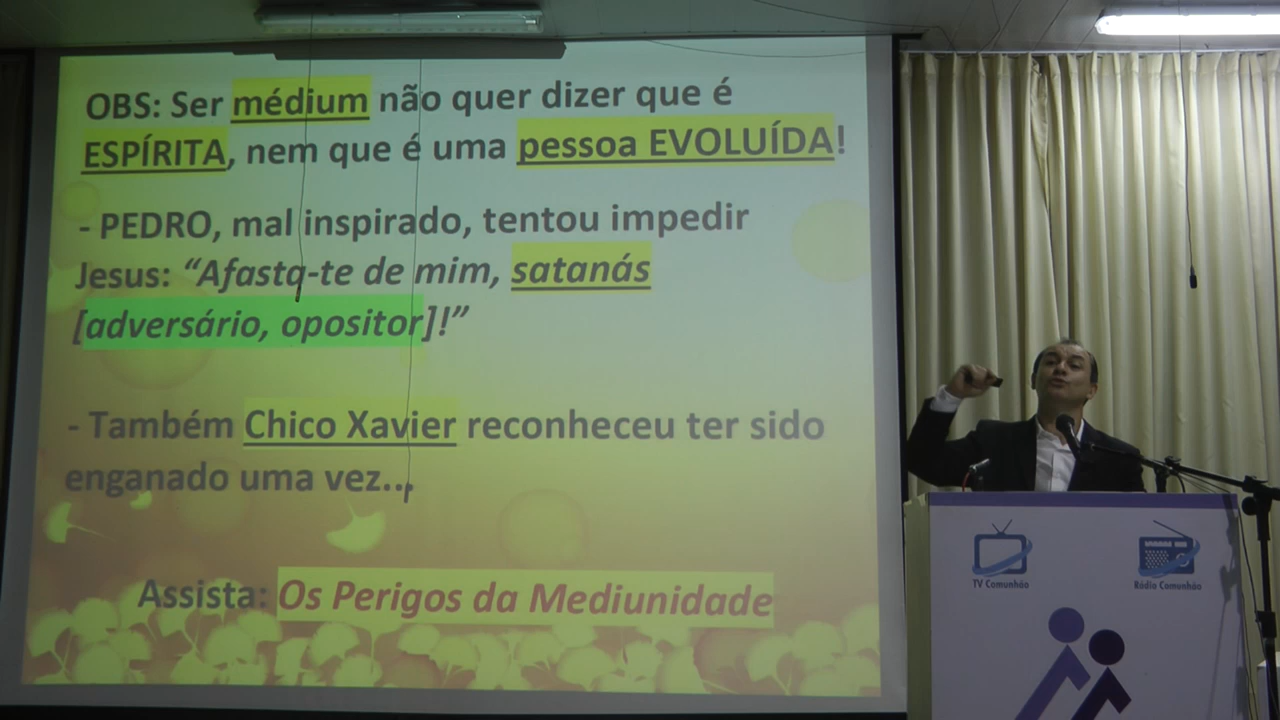 OBS: Ser médium não quer dizer que é
ESPÍRITA, nem que é uma pessoa EVOLUÍDA!
- PEDRO, mal inspirado, tentou impedir
Jesus: “Afasta-te de mim, satanás
[adversário, opositor]!”
- Também Chico Xavier reconheceu ter sido
enganado uma vez...
Assista: Os Perigos da Mediunidade
TV Comunhão
Rádio Comunhão